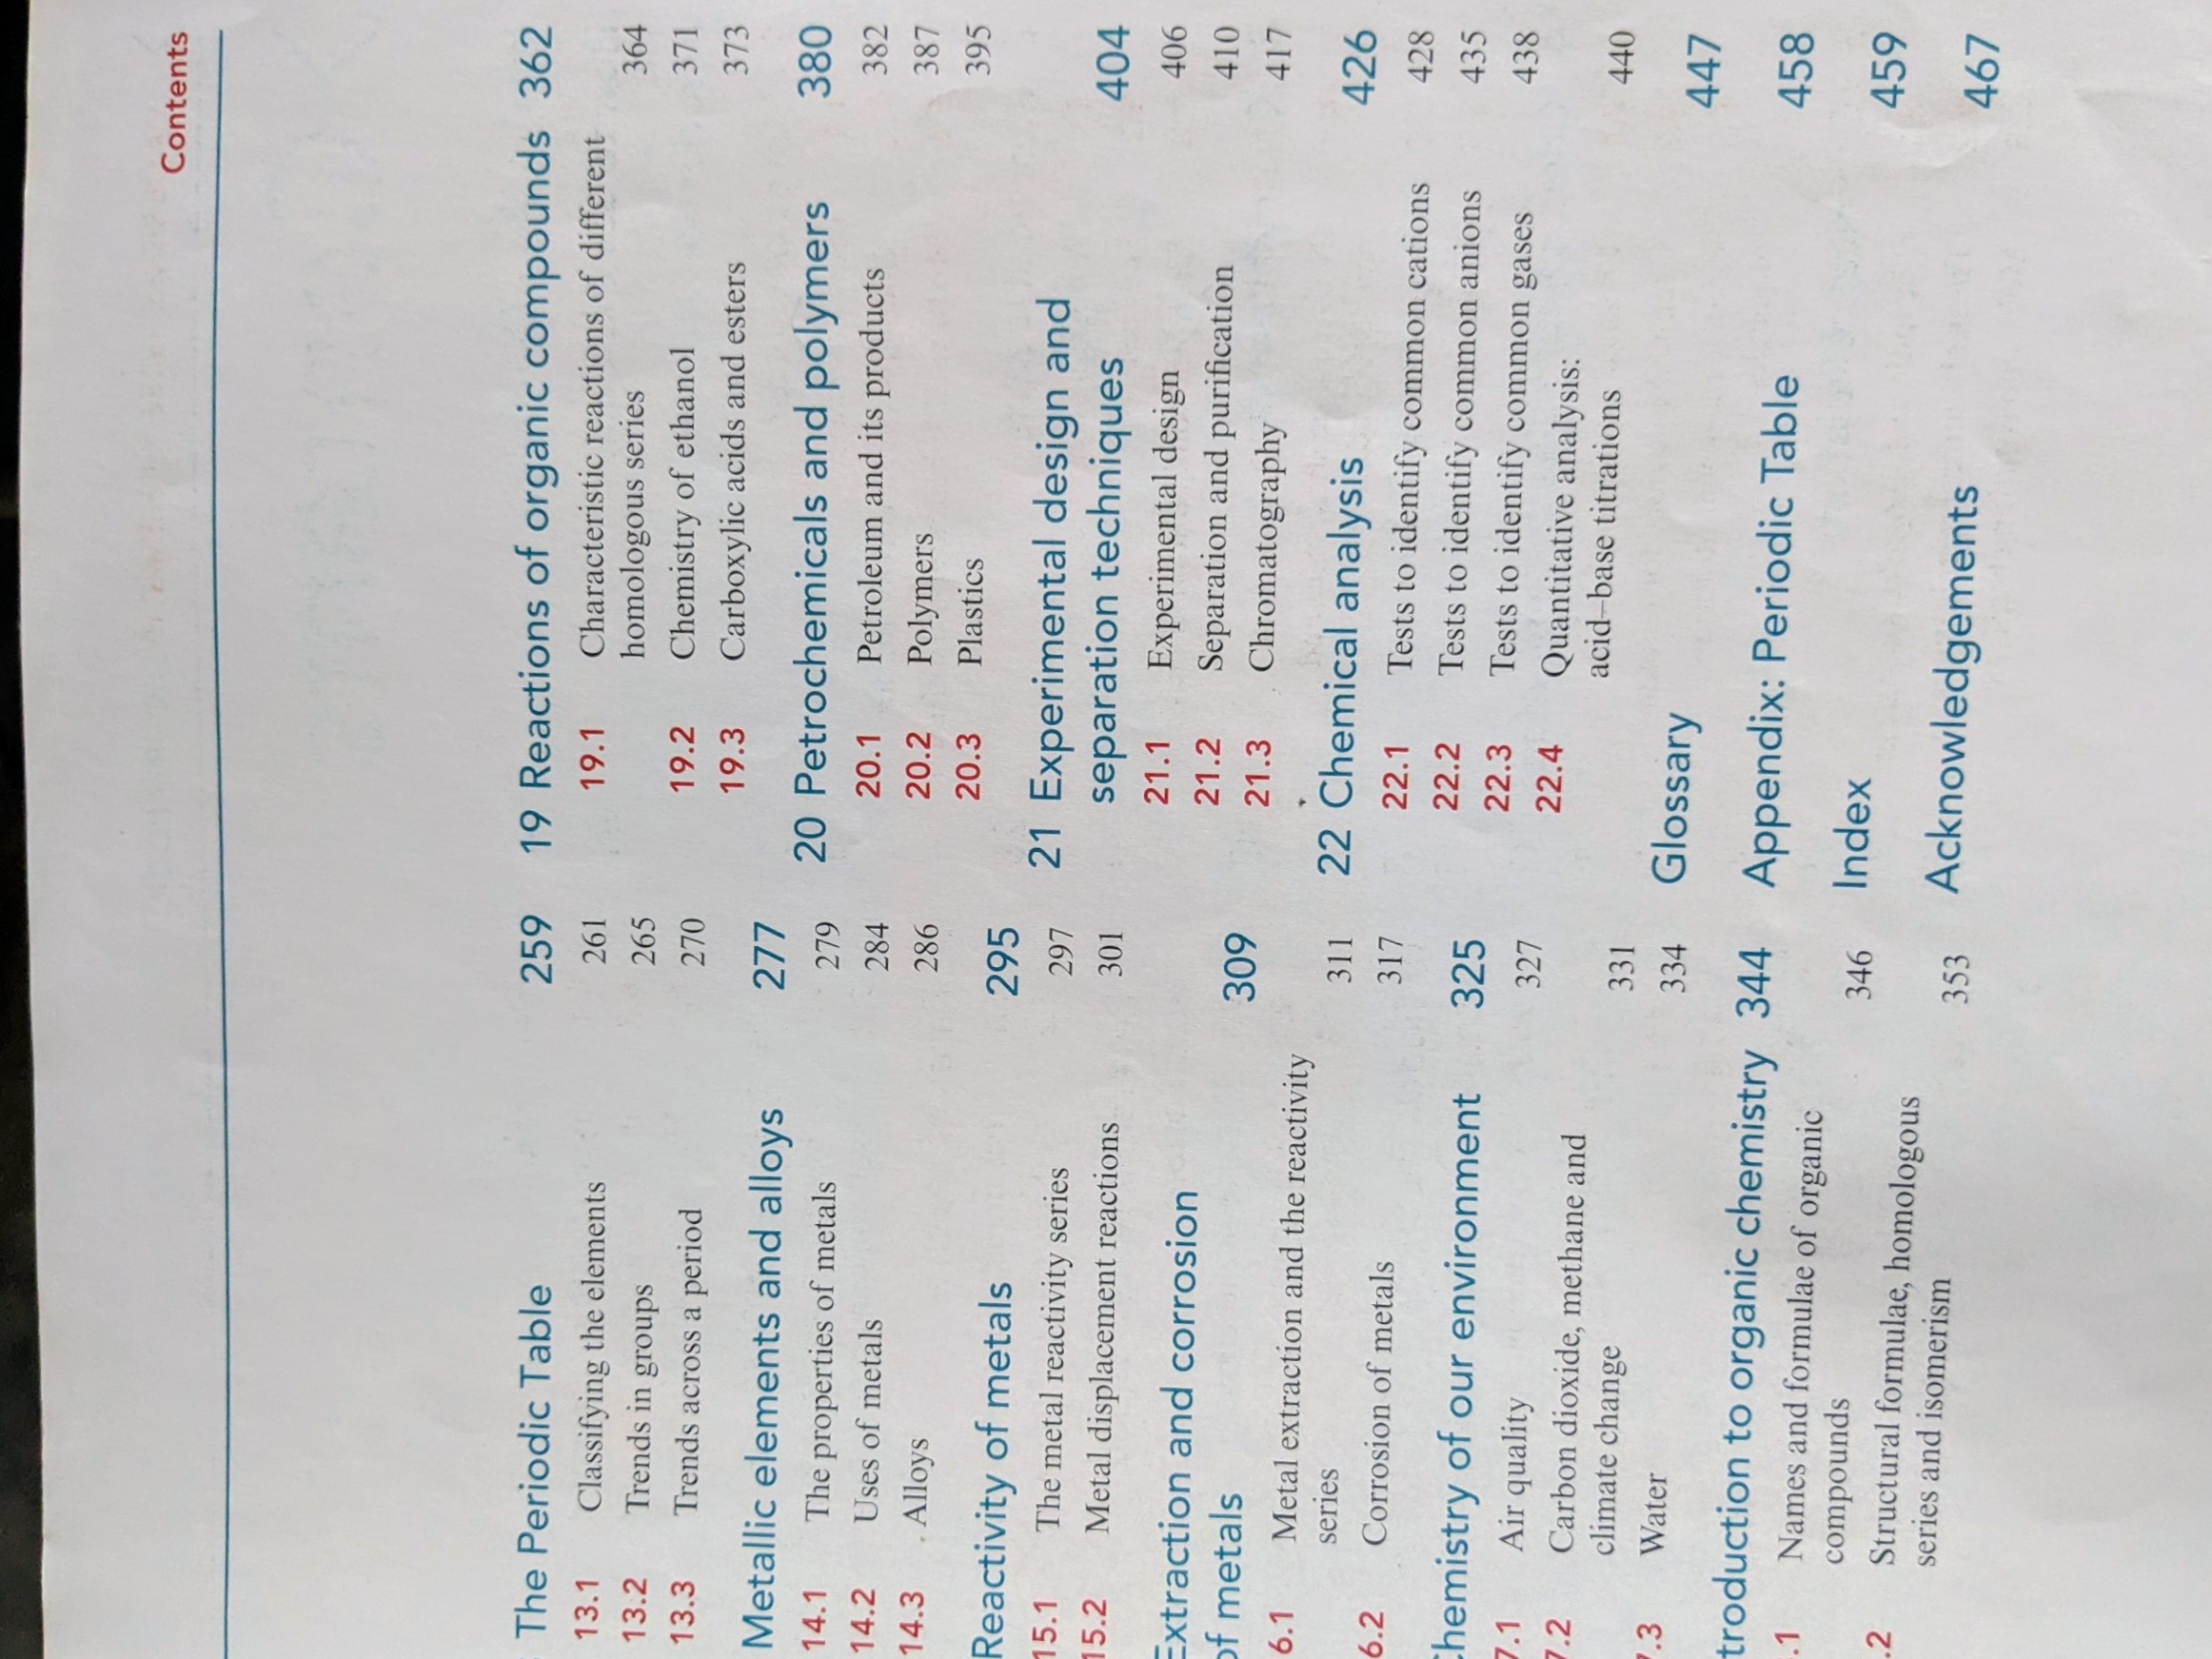 Contents
The Periodic Table 259
13.1 Classifying the elements 261
13.2 Trends in groups 265
13.3 Trends across a period 270
Metallic elements and alloys 277
14.1 The properties of metals 279
14.2 Uses of metals 284
14.3 Alloys 286
Reactivity of metals 295
15.1 The metal reactivity series 297
15.2 Metal displacement reactions 301
Extraction and corrosion
of metals 309
6.1 Metal extraction and the reactivity
series 311
6.2 Corrosion of metals 317
Chemistry of our environment 325
7.1 Air quality 327
7.2 Carbon dioxide, methane and
climate change 331
7.3 Water 334
troduction to organic chemistry 344
.1 Names and formulae of organic
compounds 346
.2 Structural formulae, homologous
series and isomerism 353
19 Reactions of organic compounds 362
19.1 Characteristic reactions of different
homologous series 364
19.2 Chemistry of ethanol 371
19.3 Carboxylic acids and esters 373
20 Petrochemicals and polymers 380
20.1 Petroleum and its products 382
20.2 Polymers 387
20.3 Plastics 395
21 Experimental design and
separation techniques 404
21.1 Experimental design 406
21.2 Separation and purification 410
21.3 Chromatography 417
22 Chemical analysis 426
22.1 Tests to identify common cations 428
22.2 Tests to identify common anions 435
22.3 Tests to identify common gases 438
22.4 Quantitative analysis:
acid–base titrations 440
Glossary 447
Appendix: Periodic Table 458
Index 459
Acknowledgements 467